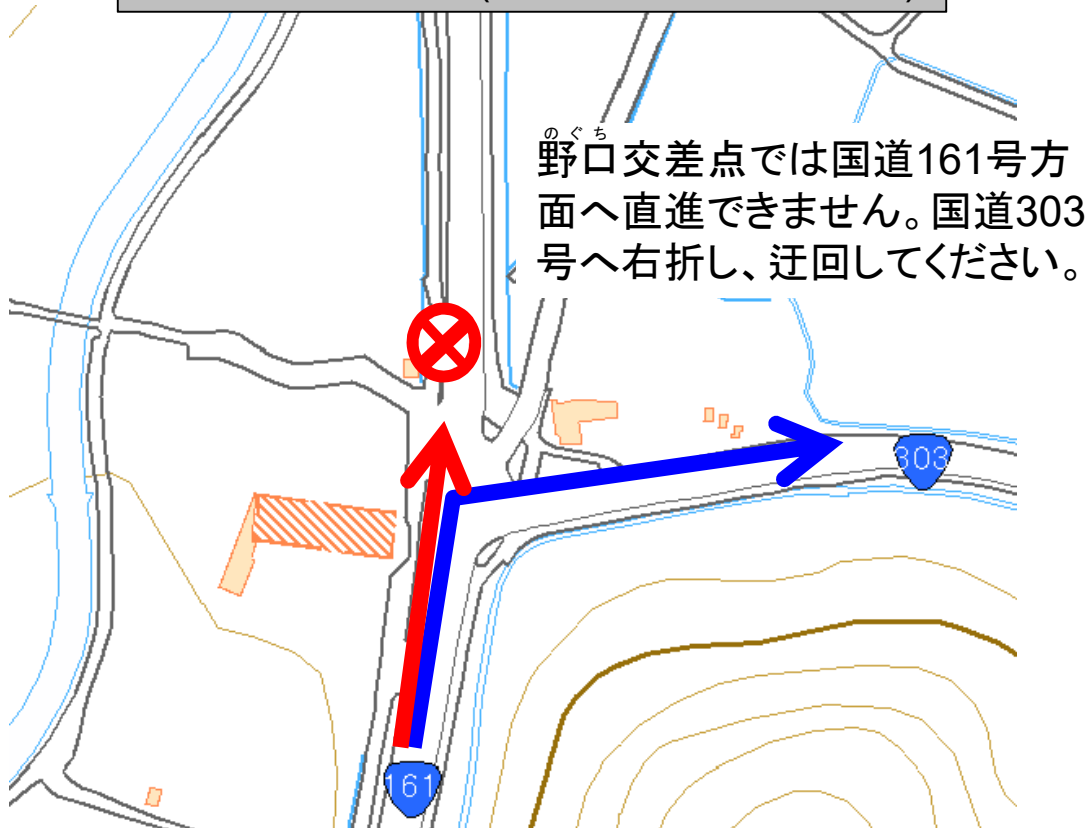 のぐち
野口交差点では国道161号方
面へ直進できません。国道303
号へ右折し、迂回してください。
303
161